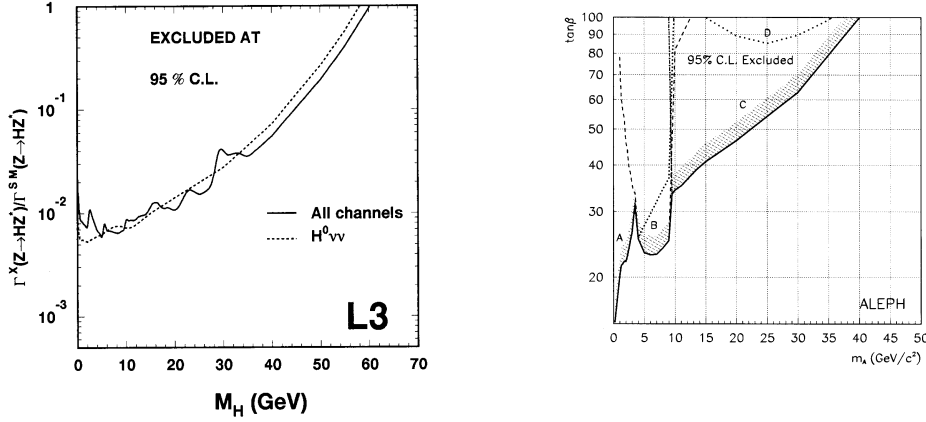 1
10⁻¹
10⁻²
10⁻³
Γˣ(Z→HZ*)/Γˢᴹ(Z→HZ*)
EXCLUDED AT
95 % C.L.
All channels
H⁰νν
L3
0 10 20 30 40 50 60 70
M_H (GeV)
tanβ
100
90
80
70
60
50
40
30
20
D
95% C.L. Excluded
C
A
B
ALEPH
0 5 10 15 20 25 30 35 40 45 50
m_A (GeV/c²)